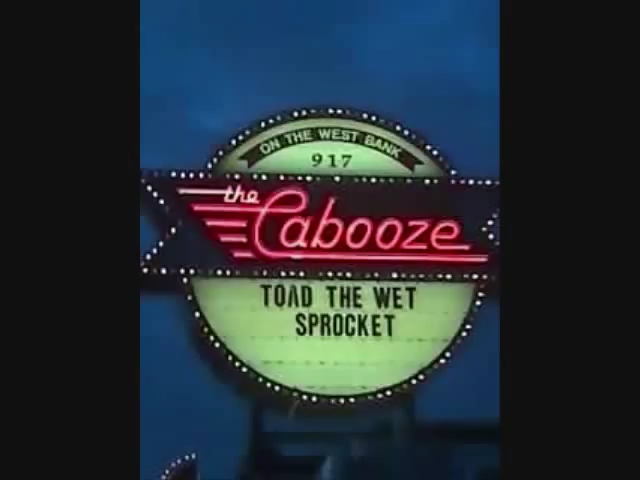 ON THE WEST BANK
917
the
Cabooze
TOAD THE WET
SPROCKET